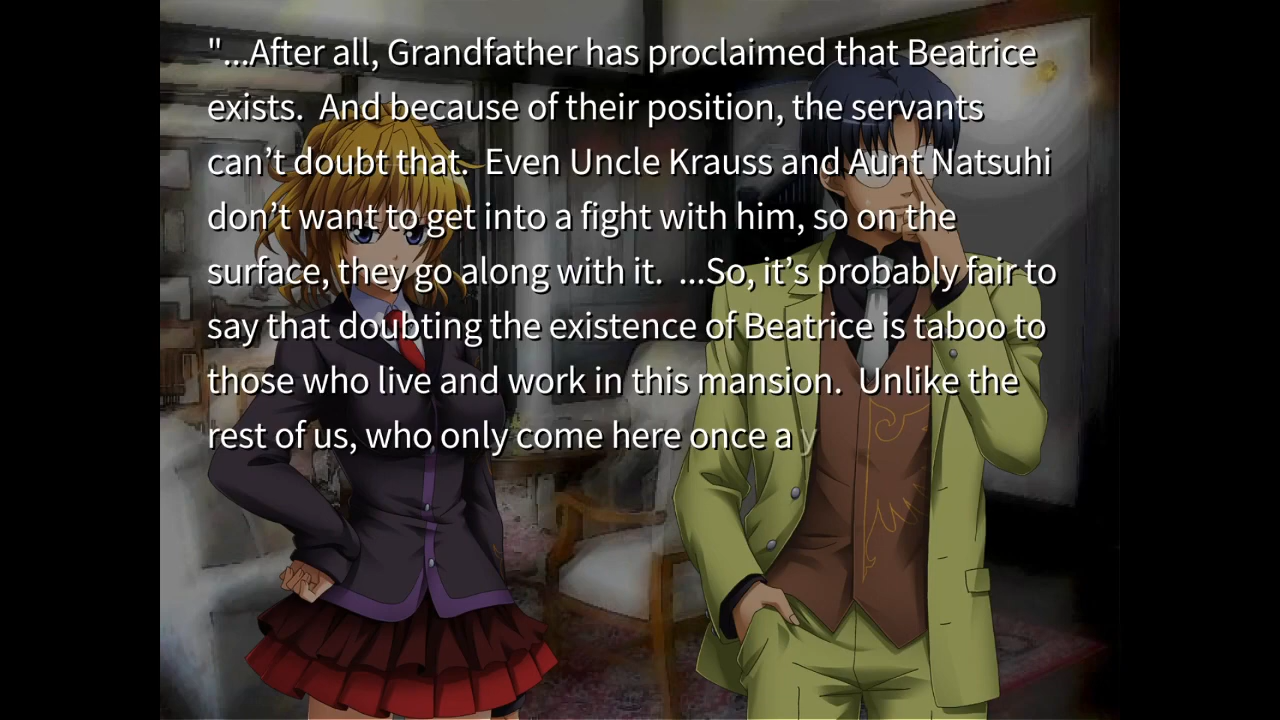 "...After all, Grandfather has proclaimed that Beatrice
exists.  And because of their position, the servants
can’t doubt that.  Even Uncle Krauss and Aunt Natsuhi
don’t want to get into a fight with him, so on the
surface, they go along with it.  ...So, it’s probably fair to
say that doubting the existence of Beatrice is taboo to
those who live and work in this mansion.  Unlike the
rest of us, who only come here once a y